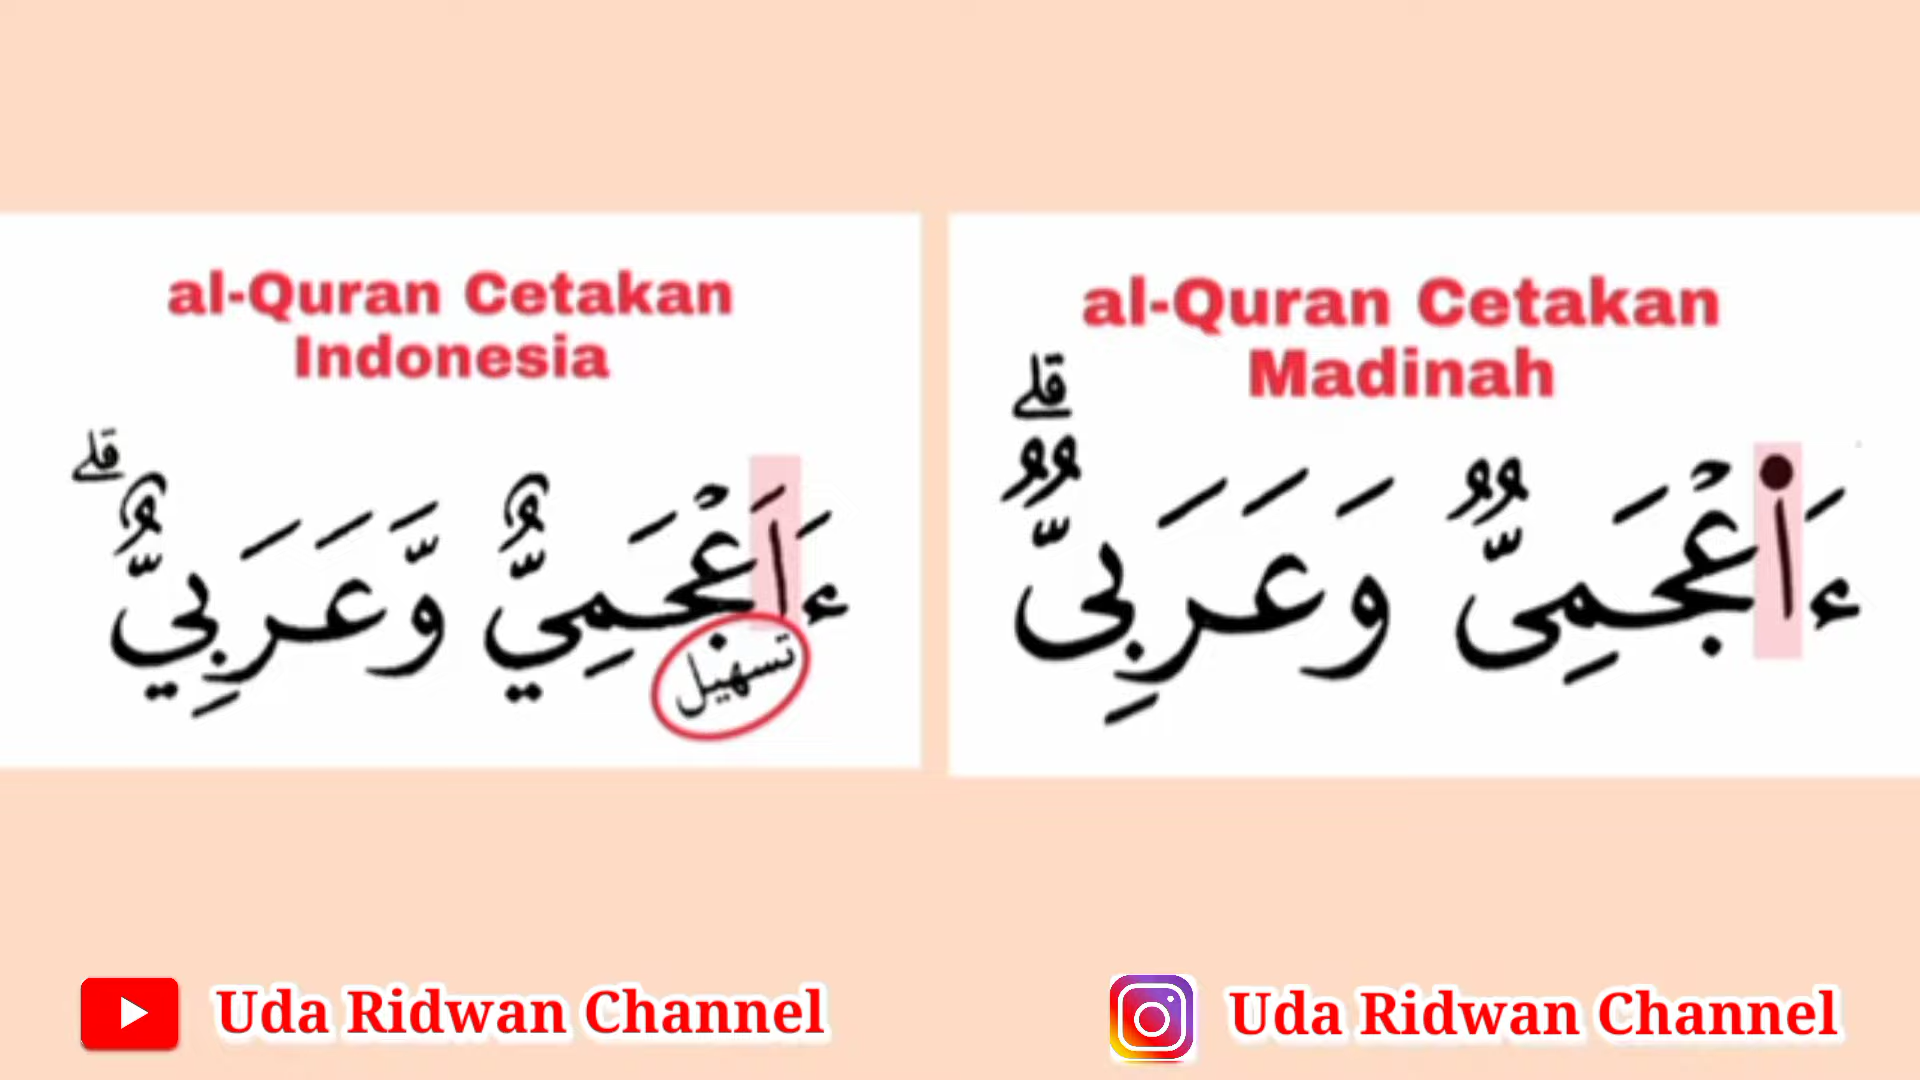 al-Quran Cetakan
Indonesia
ءَاَعْجَمِيٌّ وَّعَرَبِيٌّ ۗ
تسهيل
al-Quran Cetakan
Madinah
ءَا۬عْجَمِىٌّ وَعَرَبِىٌّ ۗ
Uda Ridwan Channel
Uda Ridwan Channel